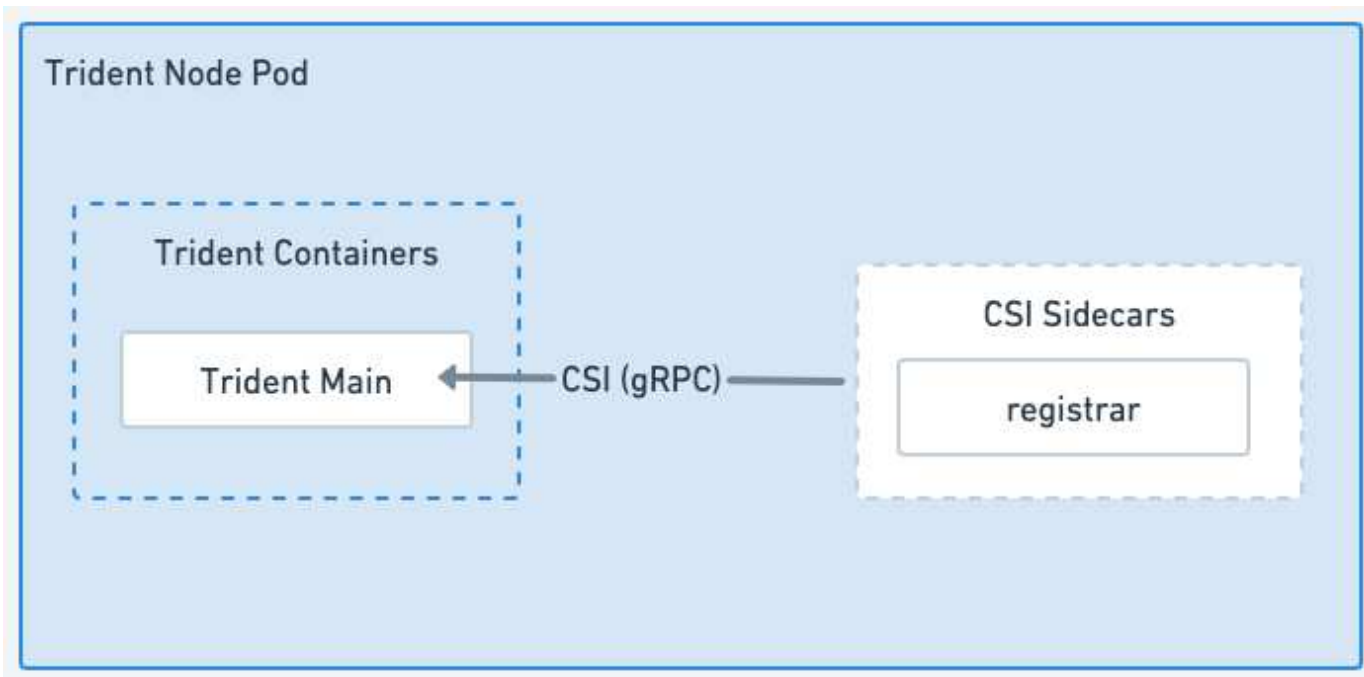 Trident Node Pod
Trident Containers
Trident Main
CSI (gRPC)
CSI Sidecars
registrar